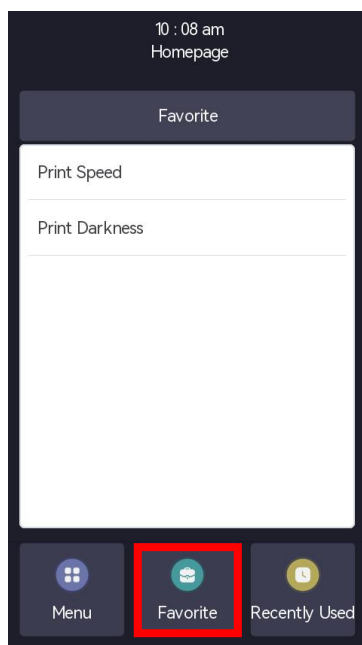 10 : 08 am
Homepage
Favorite
Print Speed
Print Darkness
Menu
Favorite
Recently Used